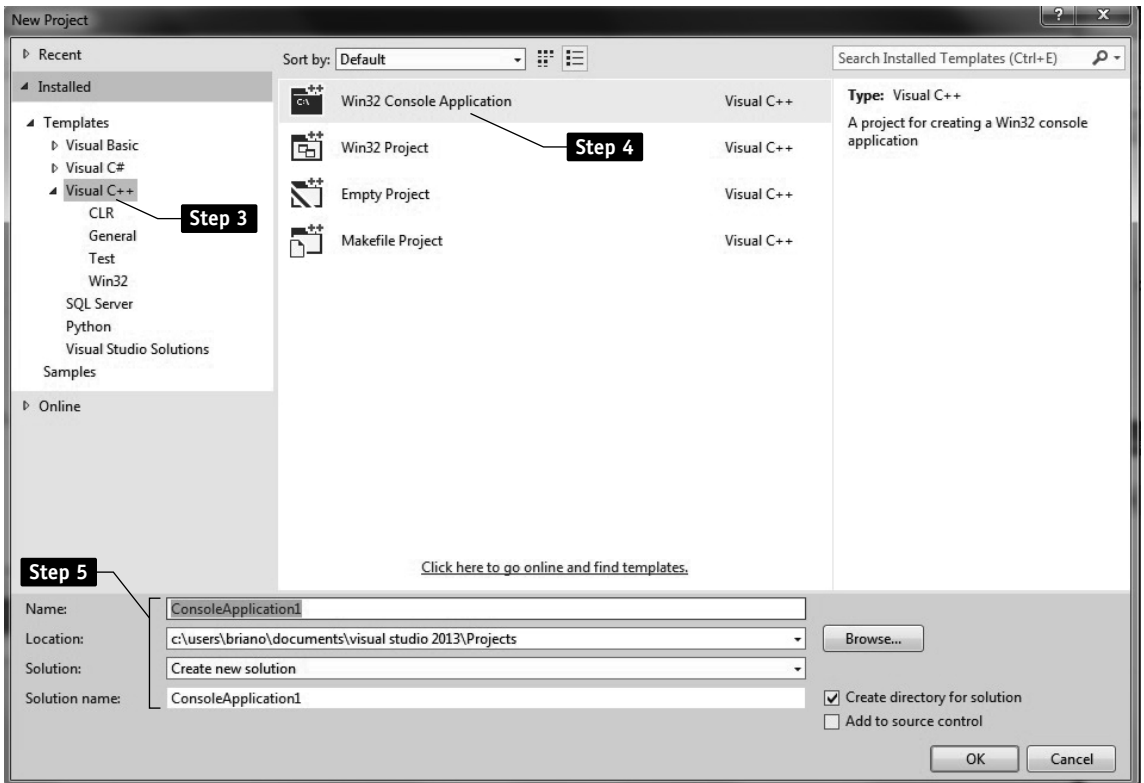 New Project
? X
Recent
Installed
Templates
Visual Basic
Visual C#
Visual C++
CLR
General
Test
Win32
SQL Server
Python
Visual Studio Solutions
Samples
Online
Step 3
Sort by: Default
Search Installed Templates (Ctrl+E)
Win32 Console Application Visual C++
Win32 Project Visual C++
Step 4
Empty Project Visual C++
Makefile Project Visual C++
Click here to go online and find templates.
Type: Visual C++
A project for creating a Win32 console
application
Step 5
Name: ConsoleApplication1
Location: c:\users\briano\documents\visual studio 2013\Projects
Browse...
Solution: Create new solution
Solution name: ConsoleApplication1
Create directory for solution
Add to source control
OK Cancel